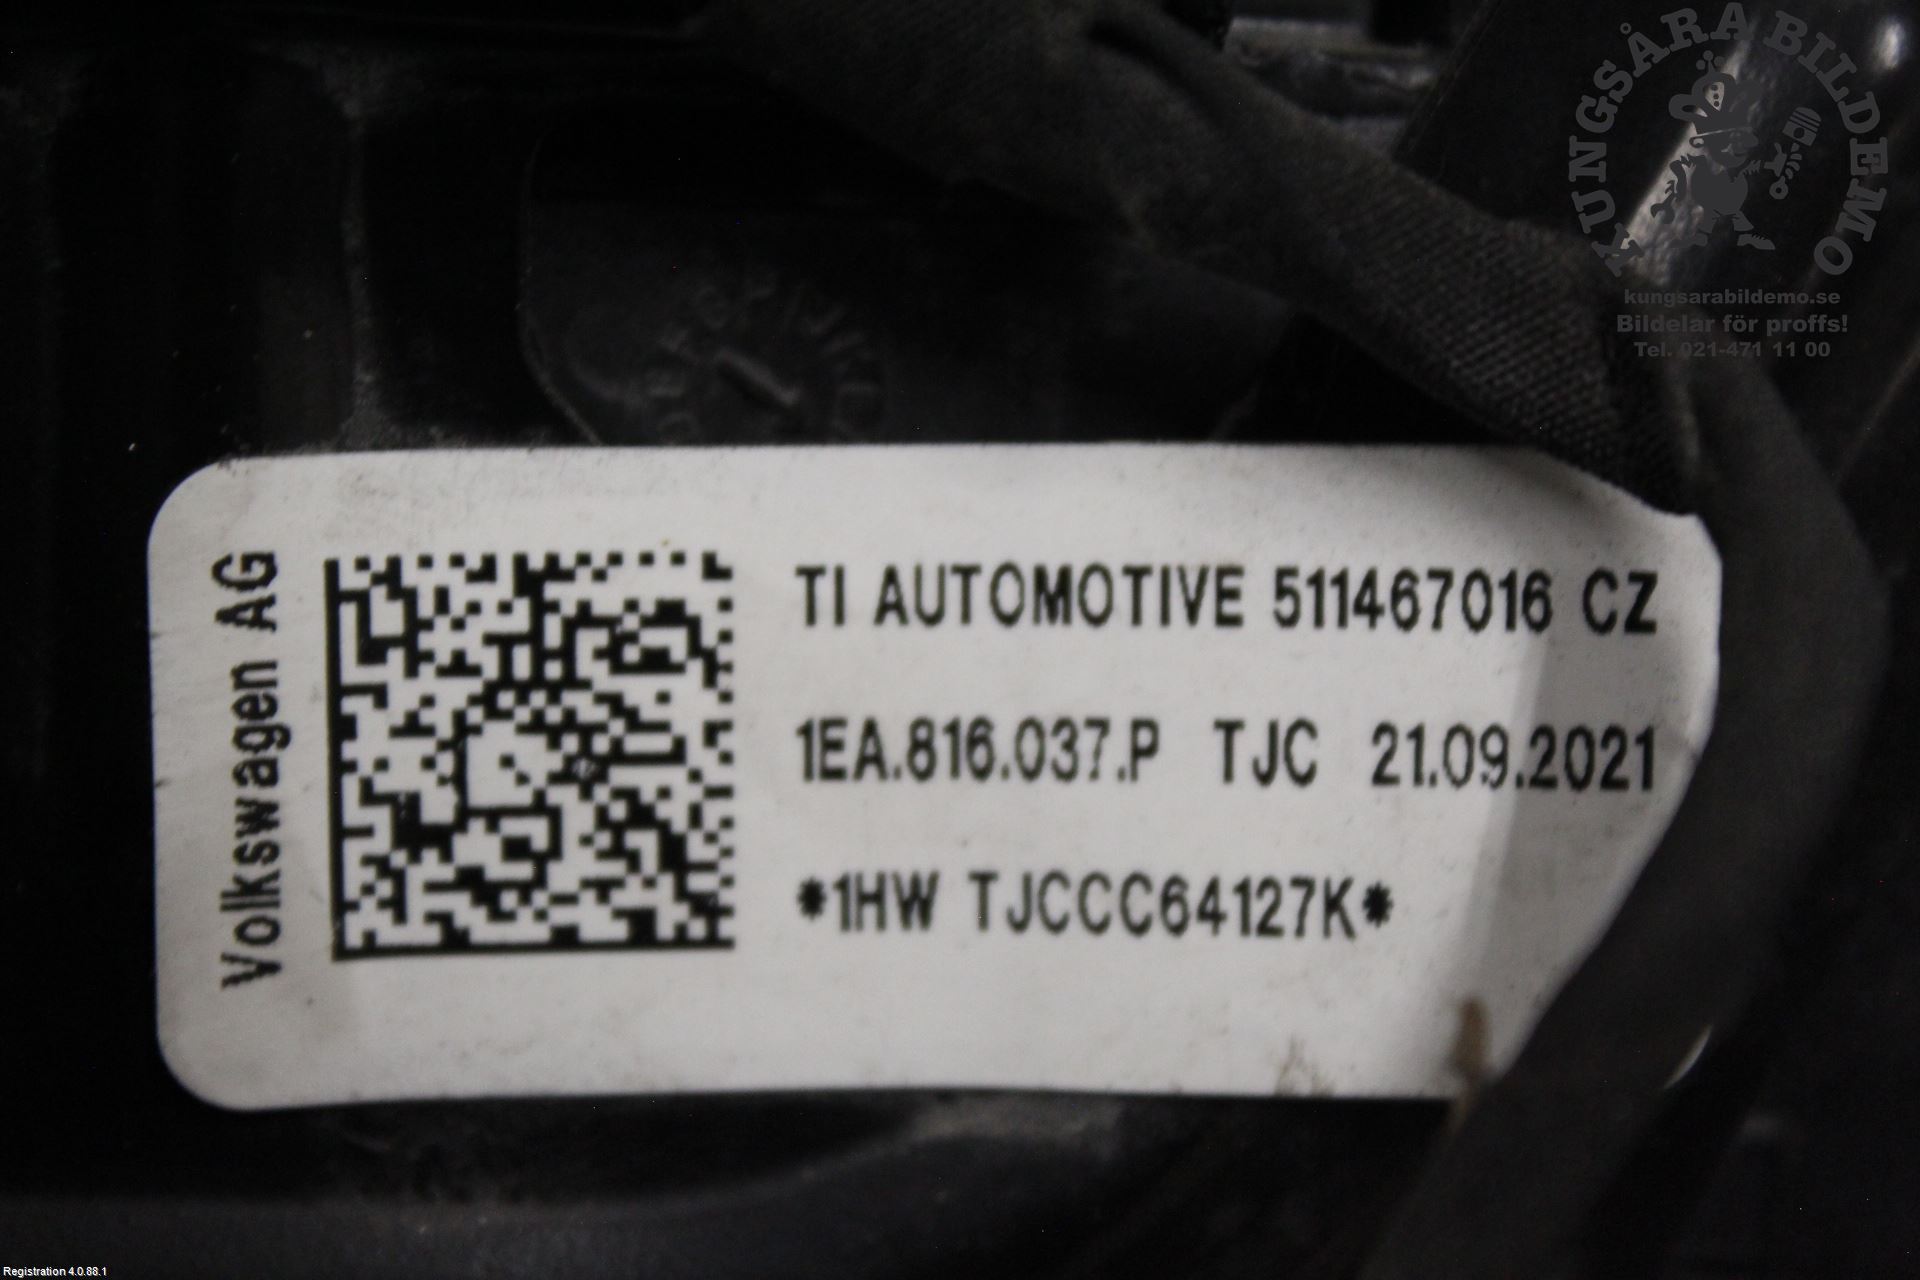 KUNGSÅRA BILDEMO
kungsarabildemo.se
Bildelar för proffs!
Tel. 021-471 11 00
Volkswagen AG
TI AUTOMOTIVE 511467016 CZ
1EA.816.037.P TJC 21.09.2021
*1HW TJCCC64127K*
Registration 4.0.88.1